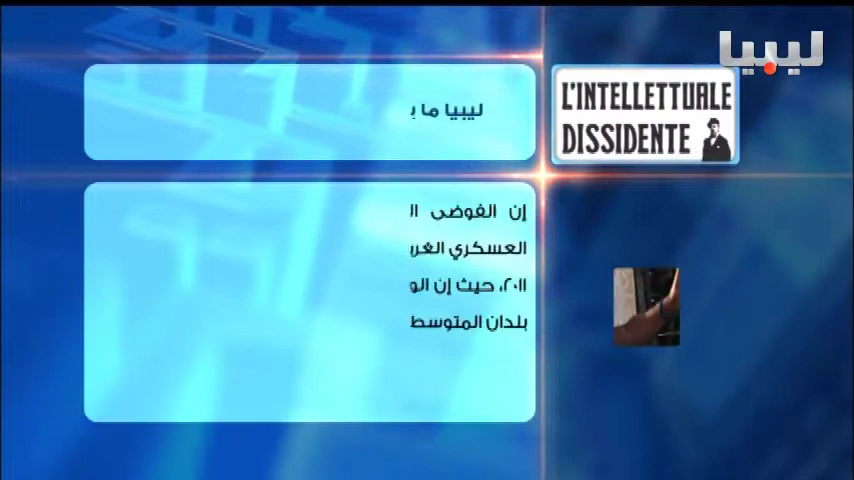 ليبيا
L'INTELLETTUALE
DISSIDENTE
ليبيا ما
إن الفوضى
العسكري
٢٠١١، حيث إن
بلدان المتوسط